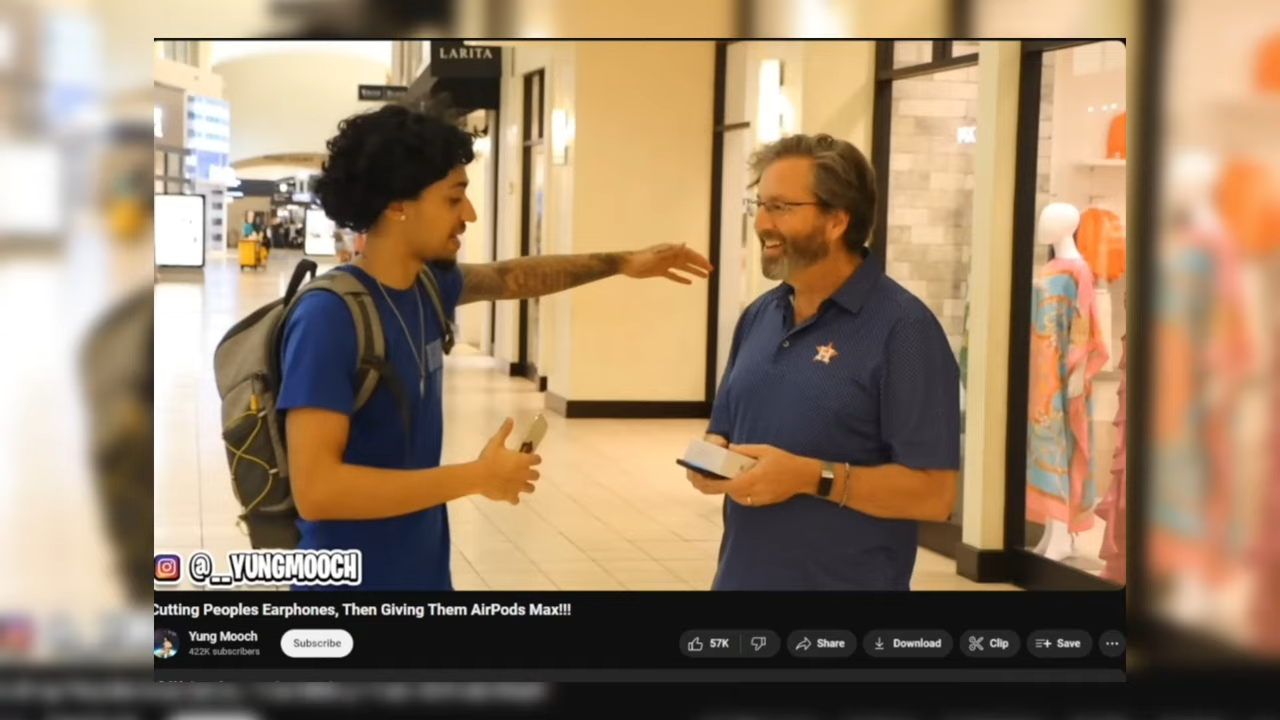 LARITA
@__YUNGMOOCH
Cutting Peoples Earphones, Then Giving Them AirPods Max!!!
Yung Mooch
422K subscribers
Subscribe
57K
Share
Download
Clip
Save